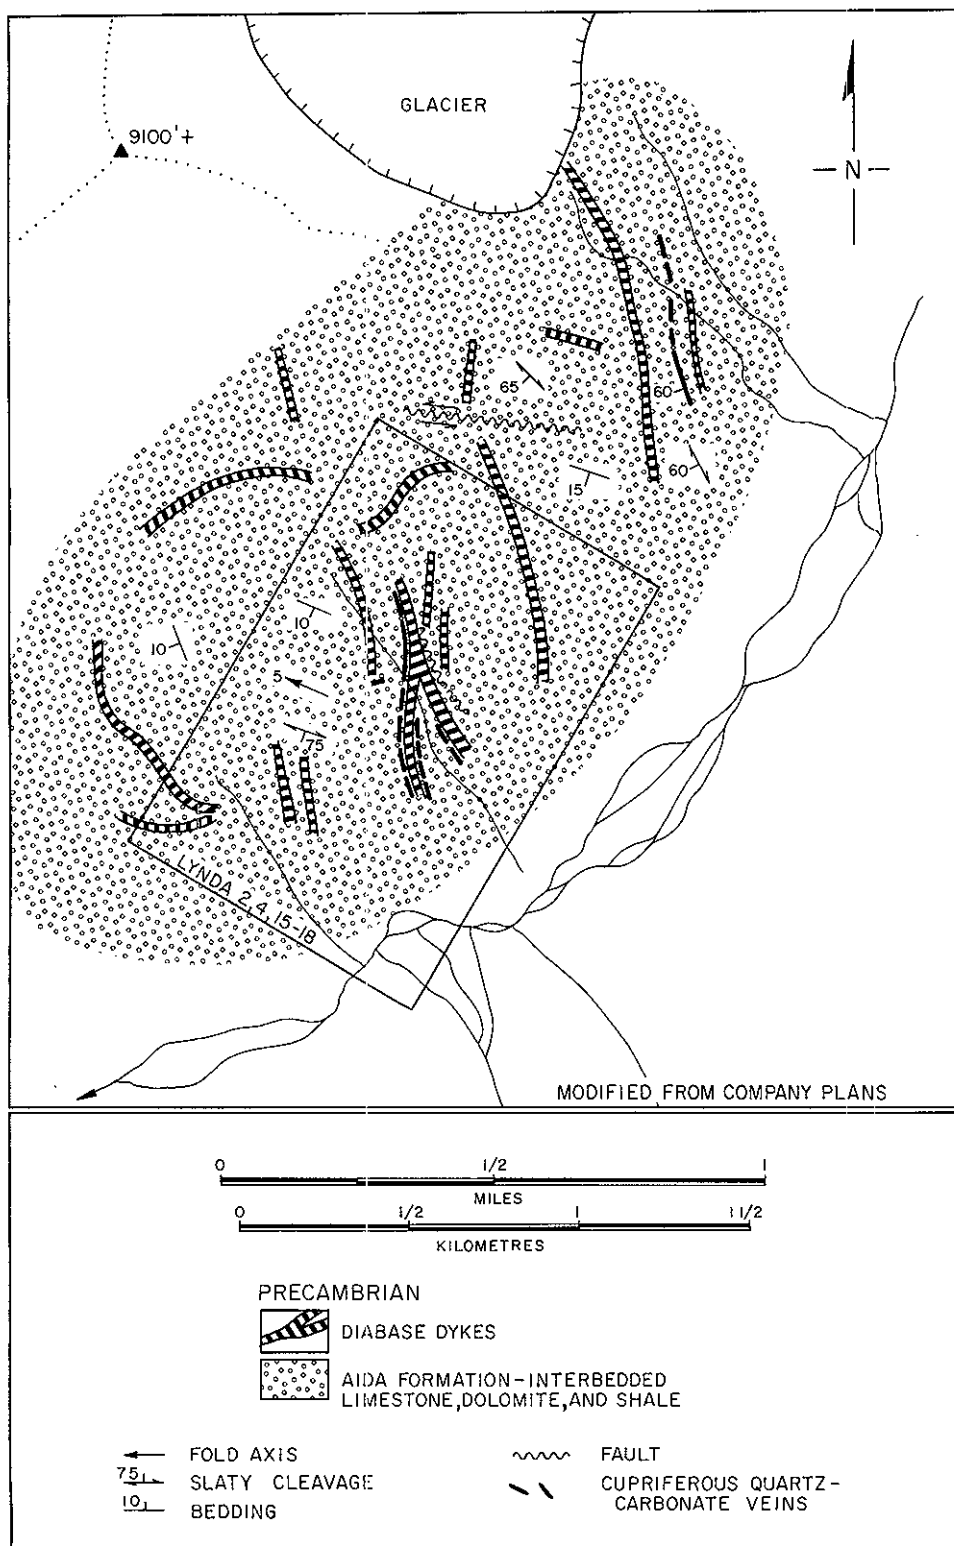 GLACIER
9100'+
N
65
60
60
15
10
10
5
75
LYNDA 2,4,15-18
MODIFIED FROM COMPANY PLANS
0 1/2 1
MILES
0 1/2 1 1 1/2
KILOMETRES
PRECAMBRIAN
DIABASE DYKES
AIDA FORMATION-INTERBEDDED
LIMESTONE, DOLOMITE, AND SHALE
FOLD AXIS
75 SLATY CLEAVAGE
10 BEDDING
FAULT
CUPRIFEROUS QUARTZ-
CARBONATE VEINS